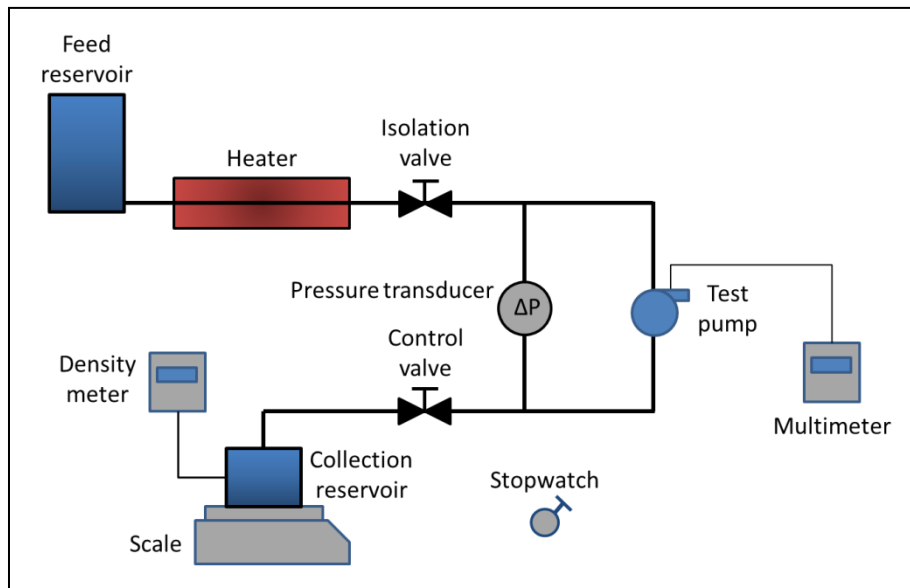 Feed
reservoir
Heater
Isolation
valve
Pressure transducer
ΔP
Test
pump
Control
valve
Density
meter
Multimeter
Collection
reservoir
Stopwatch
Scale